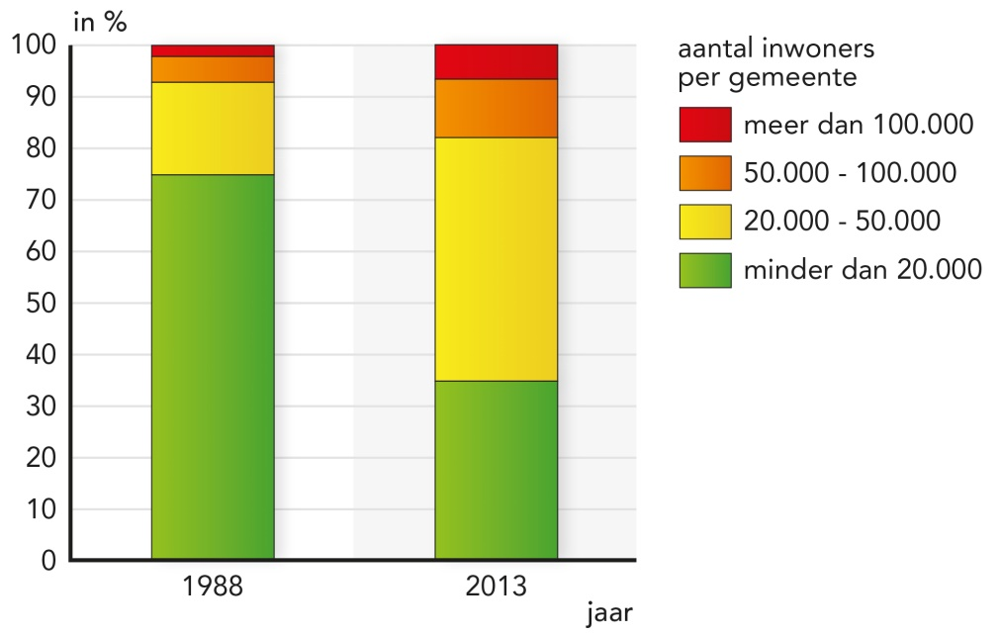 in %
100
90
80
70
60
50
40
30
20
10
0
1988
2013
jaar
aantal inwoners
per gemeente
meer dan 100.000
50.000 - 100.000
20.000 - 50.000
minder dan 20.000